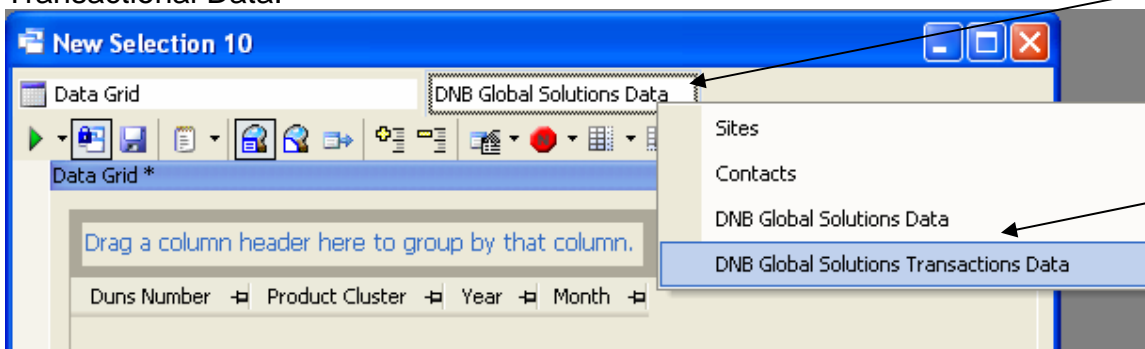 Transactional Data.
New Selection 10
Data Grid DNB Global Solutions Data
Data Grid *
Drag a column header here to group by that column.
Duns Number Product Cluster Year Month
Sites
Contacts
DNB Global Solutions Data
DNB Global Solutions Transactions Data